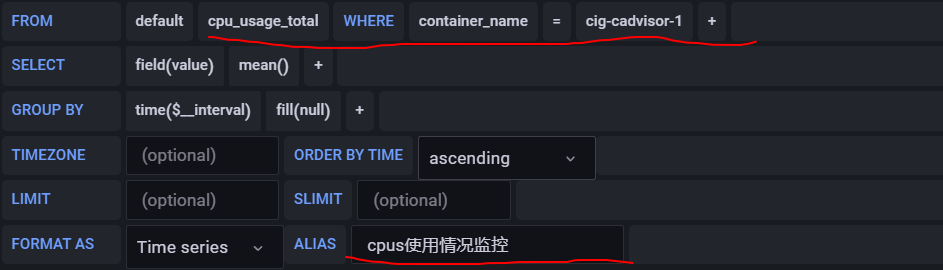 FROM default cpu_usage_total WHERE container_name = cig-cadvisor-1 +
SELECT field(value) mean() +
GROUP BY time($__interval) fill(null) +
TIMEZONE (optional) ORDER BY TIME ascending
LIMIT (optional) SLIMIT (optional)
FORMAT AS Time series ALIAS cpus使用情况监控